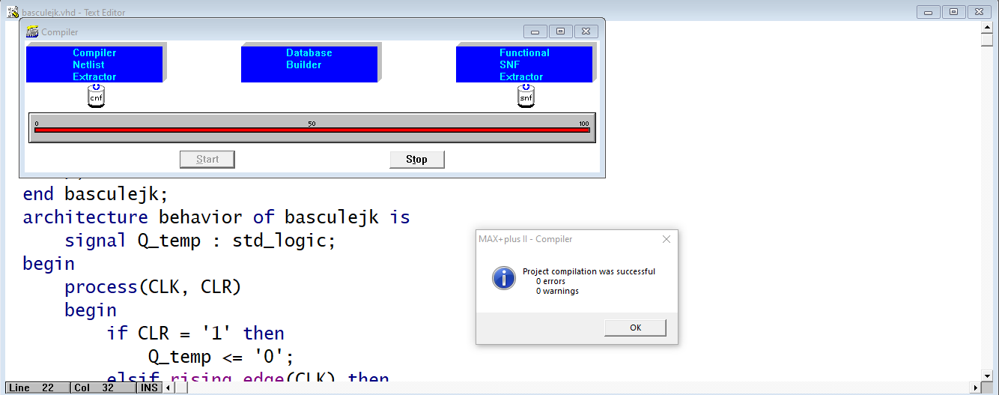 basculejk.vhd - Text Editor
Compiler
Compiler
Netlist
Extractor
Database
Builder
Functional
SNF
Extractor
cnf
snf
0 50 100
Start
Stop
end basculejk;
architecture behavior of basculejk is
signal Q_temp : std_logic;
begin
process(CLK, CLR)
begin
if CLR = '1' then
Q_temp <= '0';
elsif rising_edge(CLK) then
MAX+plus II - Compiler
Project compilation was successful
0 errors
0 warnings
OK
Line 22 Col 32 INS